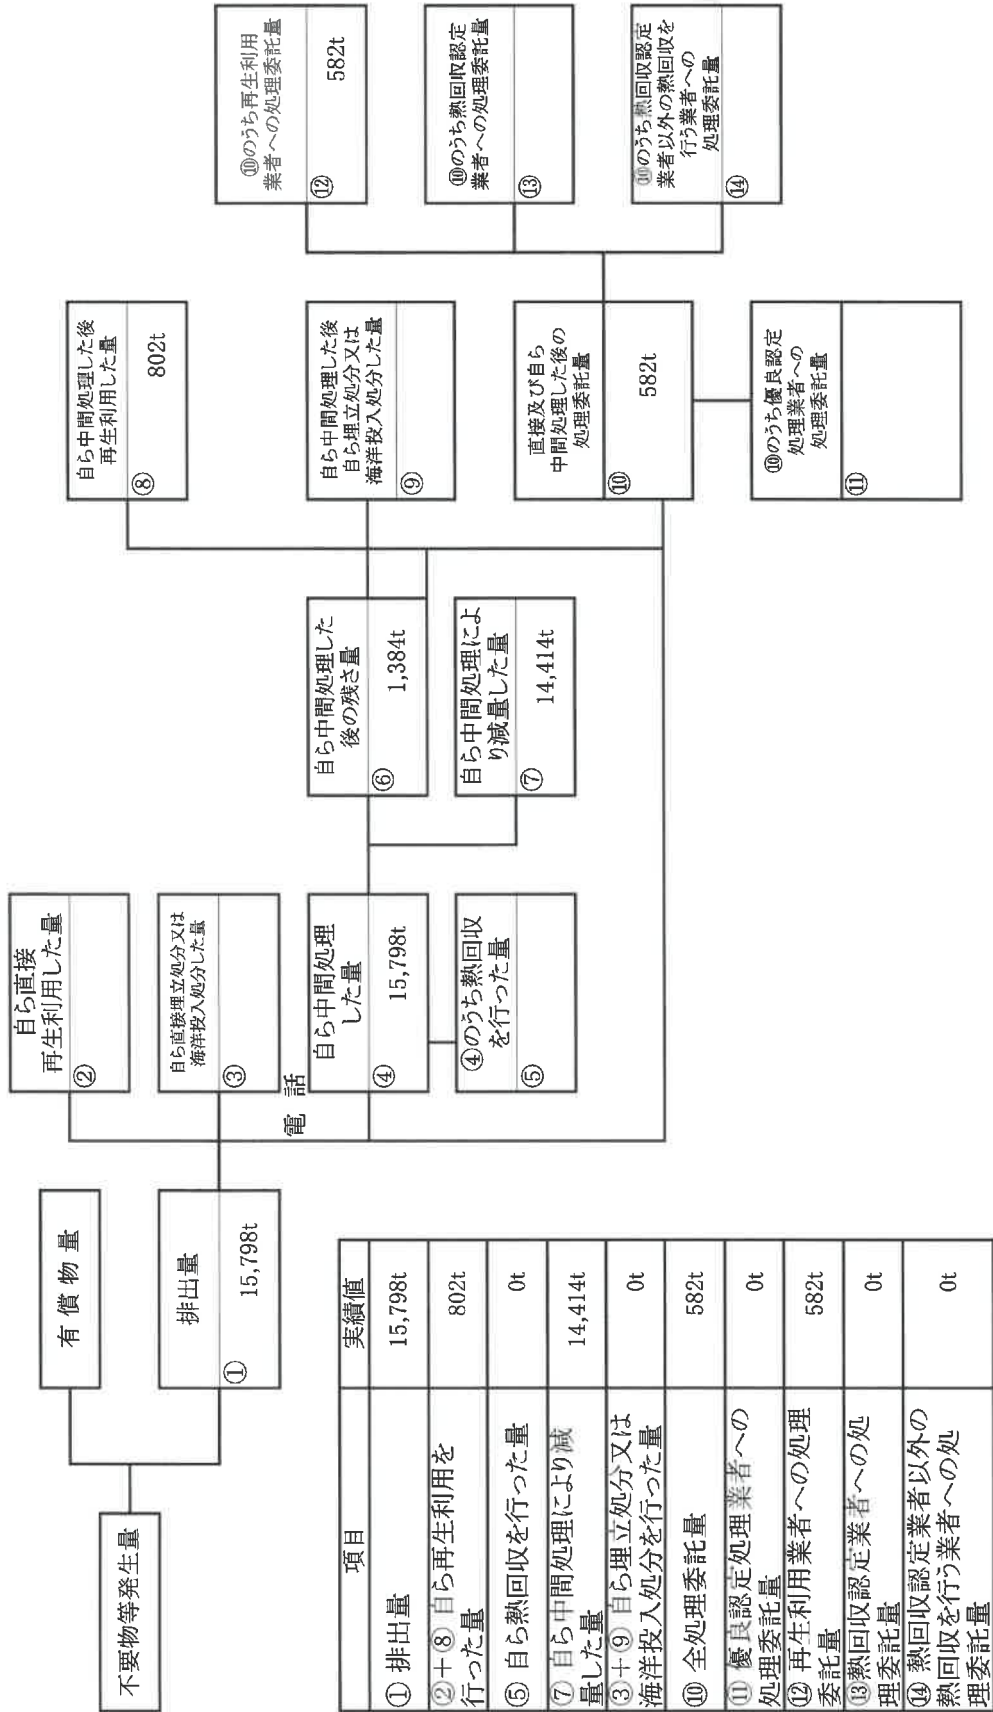 不要物等発生量
有償物量
排出量
①
15,798t
自ら直接
再生利用した量
②
自ら直接埋立処分又は
海洋投入処分した量
③
電話
自ら中間処理
した量
④
15,798t
④のうち熱回収
を行った量
⑤
自ら中間処理した
後の残さ量
⑥
1,384t
自ら中間処理によ
り減量した量
⑦
14,414t
自ら中間処理した後
再生利用した量
⑧
802t
自ら中間処理した後
自ら埋立処分又は
海洋投入処分した量
⑨
直接及び自ら
中間処理した後の
処理委託量
⑩
582t
⑩のうち優良認定
処理業者への
処理委託量
⑪
⑩のうち再生利用
業者への処理委託量
⑫
582t
⑩のうち熱回収認定
業者への処理委託量
⑬
⑩のうち熱回収認定
業者以外の熱回収を
行う業者への
処理委託量
⑭
項目 実績値
①排出量 15,798t
②+⑧ 自ら再生利用を
行った量 802t
⑤ 自ら熱回収を行った量 0t
⑦ 自ら中間処理により減
量した量 14,414t
③+⑨ 自ら埋立処分又は
海洋投入処分を行った量 0t
⑩ 全処理委託量 582t
⑪ 優良認定処理業者への
処理委託量 0t
⑫ 再生利用業者への処理
委託量 582t
⑬熱回収認定業者への処
理委託量 0t
⑭ 熱回収認定業者以外の
熱回収を行う業者への処
理委託量 0t